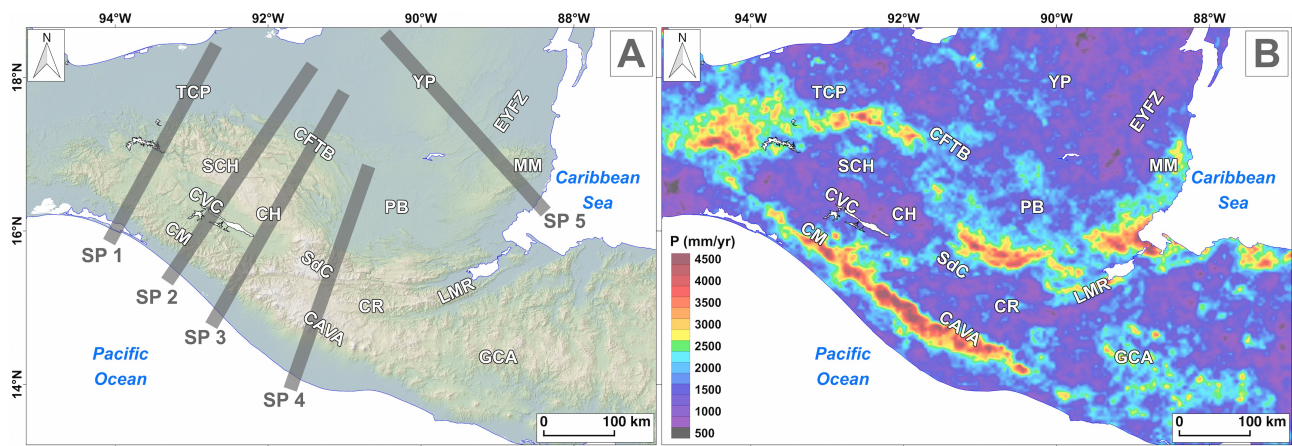 94°W 92°W 90°W 88°W
94°W 92°W 90°W 88°W
18°N
16°N
14°N
N
A
TCP
YP
EYFZ
CFTB
SCH
MM
CVC
CH
PB
CM
Caribbean
Sea
SP 1
SP 2
SP 3
SP 4
SP 5
SdC
LMR
CR
CAVA
GCA
Pacific
Ocean
0 100 km
N
B
TCP
YP
EYFZ
CFTB
SCH
MM
CVC
CH
PB
CM
Caribbean
Sea
SdC
LMR
CR
CAVA
GCA
Pacific
Ocean
P (mm/yr)
4500
4000
3500
3000
2500
2000
1500
1000
500
0 100 km